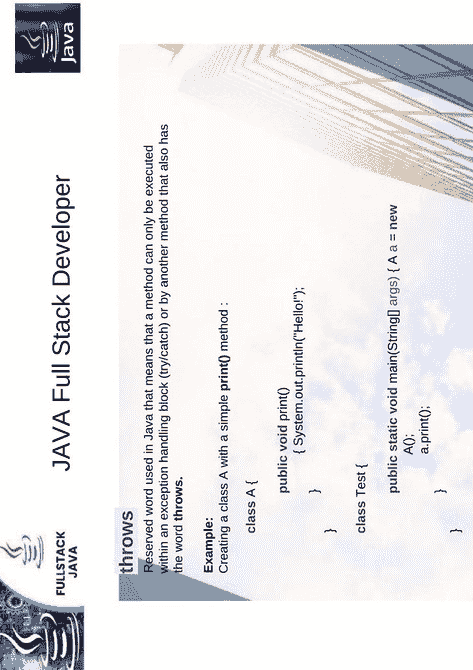 FULLSTACK
JAVA
JAVA Full Stack Developer
Java
throws
Reserved word used in Java that means that a method can only be executed
within an exception handling block (try/catch) or by another method that also has
the word throws.
Example:
Creating a class A with a simple print() method :
class A {
public void print()
{ System.out.println("Hello!");
}
}
class Test {
public static void main(String[] args) { A a = new
A();
a.print();
}
}